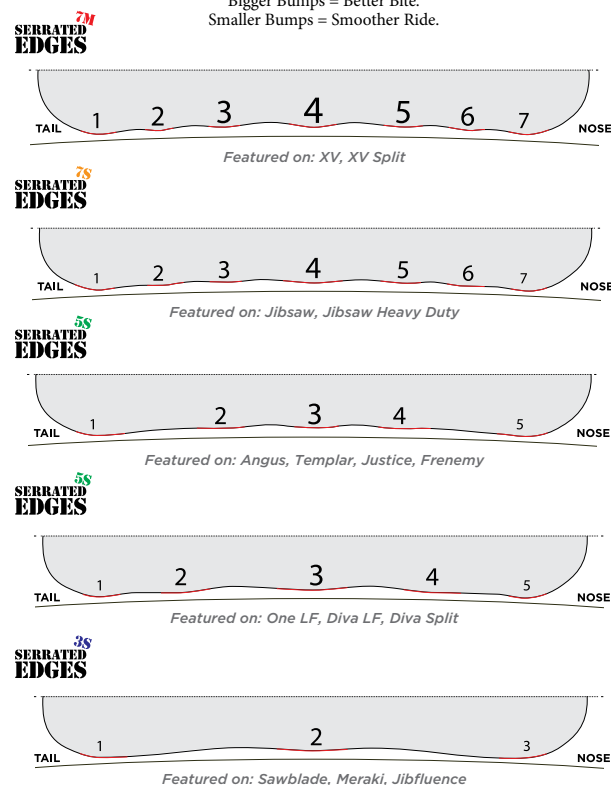 Bigger Bumps = Better Bite.
Smaller Bumps = Smoother Ride.
7M
SERRATED
EDGES
1 2 3 4 5 6 7
TAIL NOSE
Featured on: XV, XV Split
7S
SERRATED
EDGES
1 2 3 4 5 6 7
TAIL NOSE
Featured on: Jibsaw, Jibsaw Heavy Duty
5S
SERRATED
EDGES
1 2 3 4 5
TAIL NOSE
Featured on: Angus, Templar, Justice, Frenemy
5S
SERRATED
EDGES
1 2 3 4 5
TAIL NOSE
Featured on: One LF, Diva LF, Diva Split
3S
SERRATED
EDGES
1 2 3
TAIL NOSE
Featured on: Sawblade, Meraki, Jibfluence